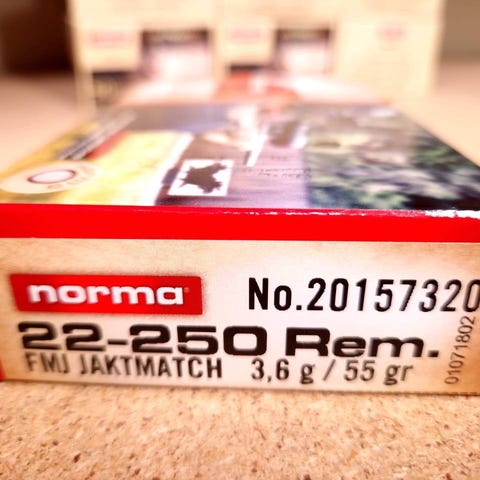 norma
No.20157320
22-250 Rem.
FMJ JAKTMATCH 3,6 g / 55 gr
01071802